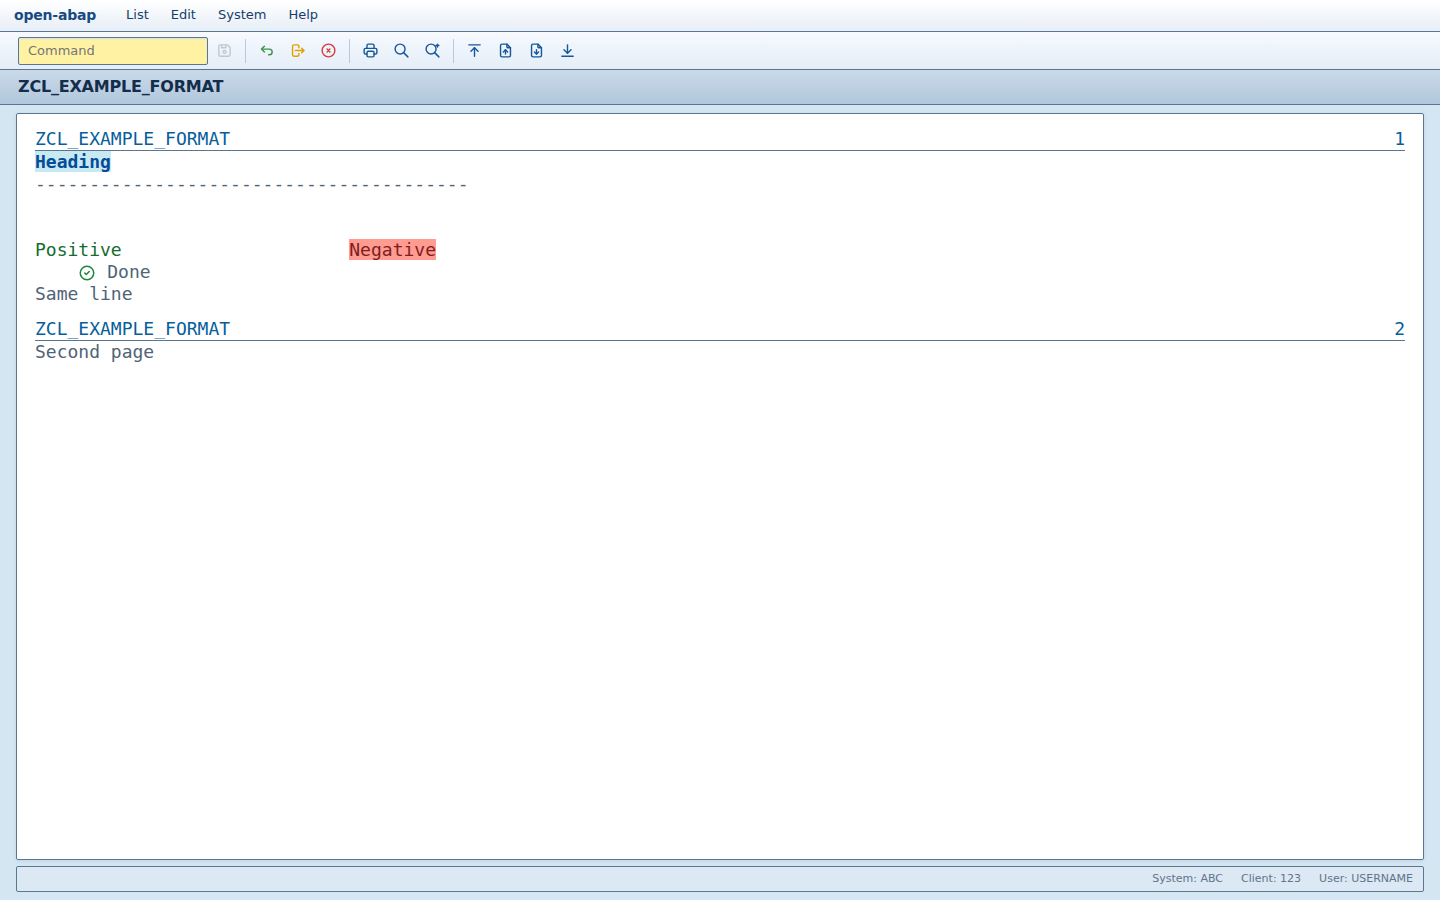 open-abap List Edit System Help
Command
ZCL_EXAMPLE_FORMAT
ZCL_EXAMPLE_FORMAT 1
Heading
----------------------------------------
Positive Negative
Done
Same line
ZCL_EXAMPLE_FORMAT 2
Second page
System: ABC Client: 123 User: USERNAME